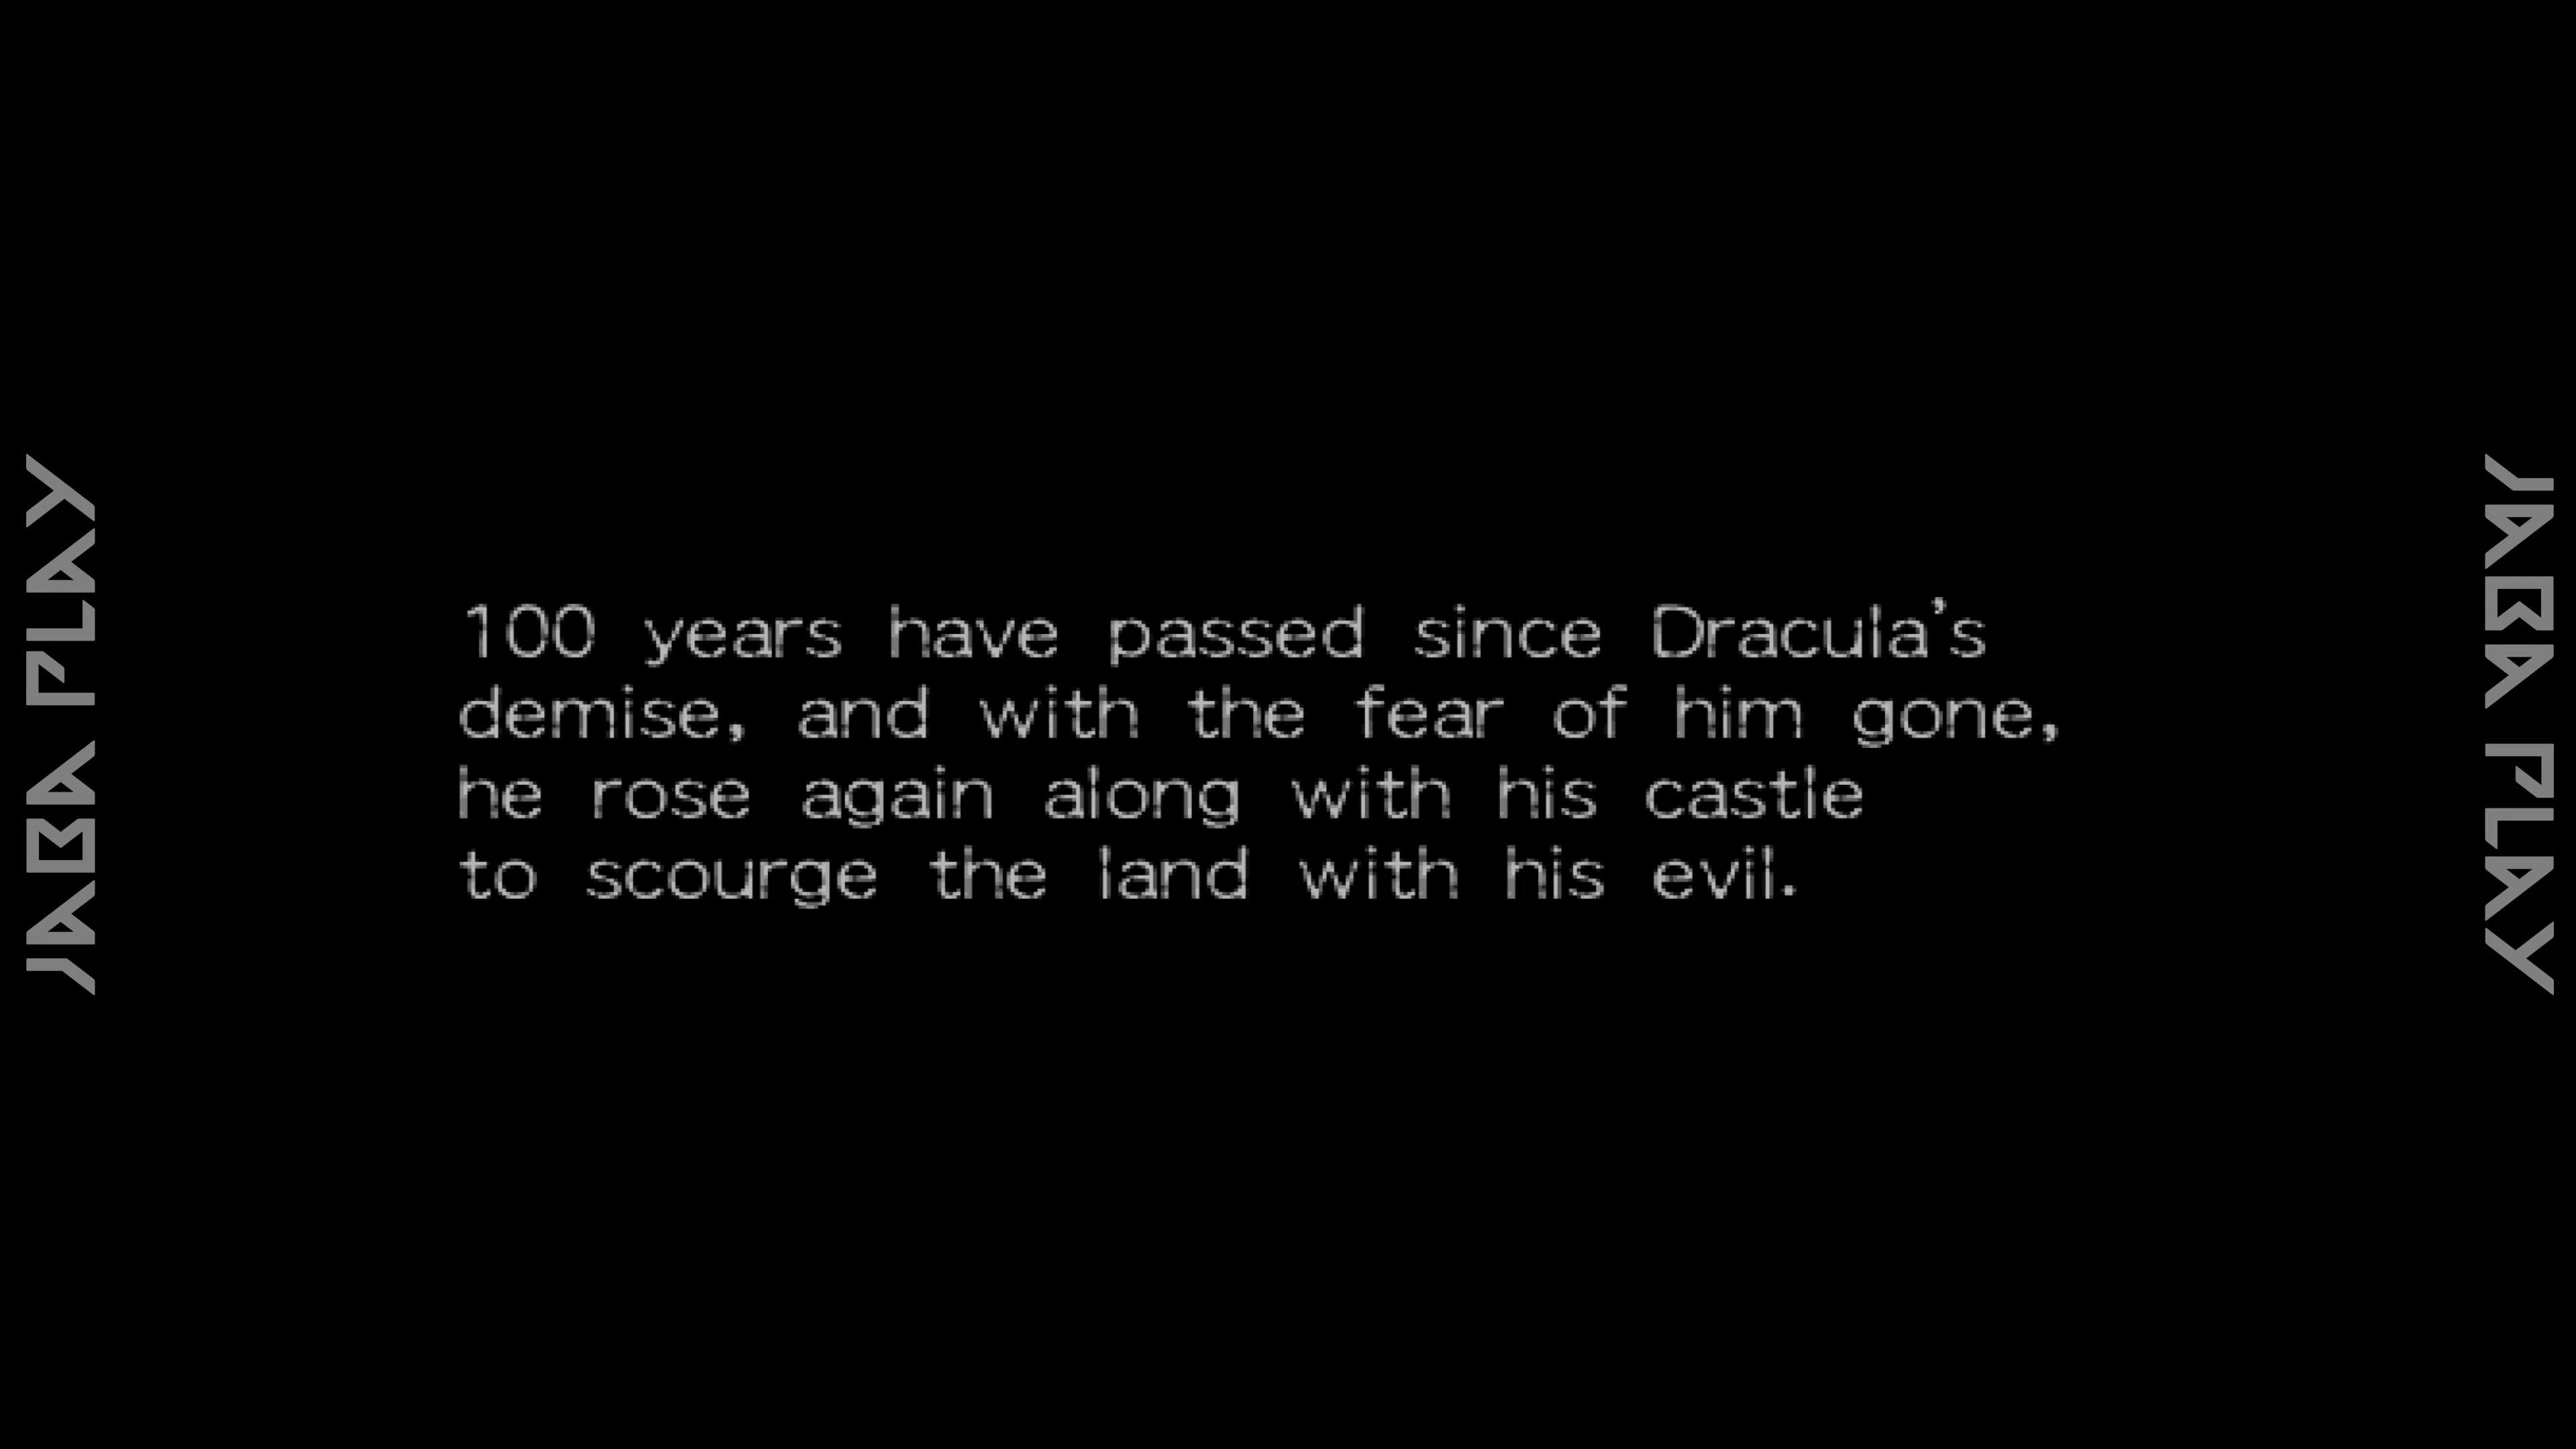 JABA PLAY
100 years have passed since Dracula's
demise, and with the fear of him gone,
he rose again along with his castle
to scourge the land with his evil.
JABA PLAY